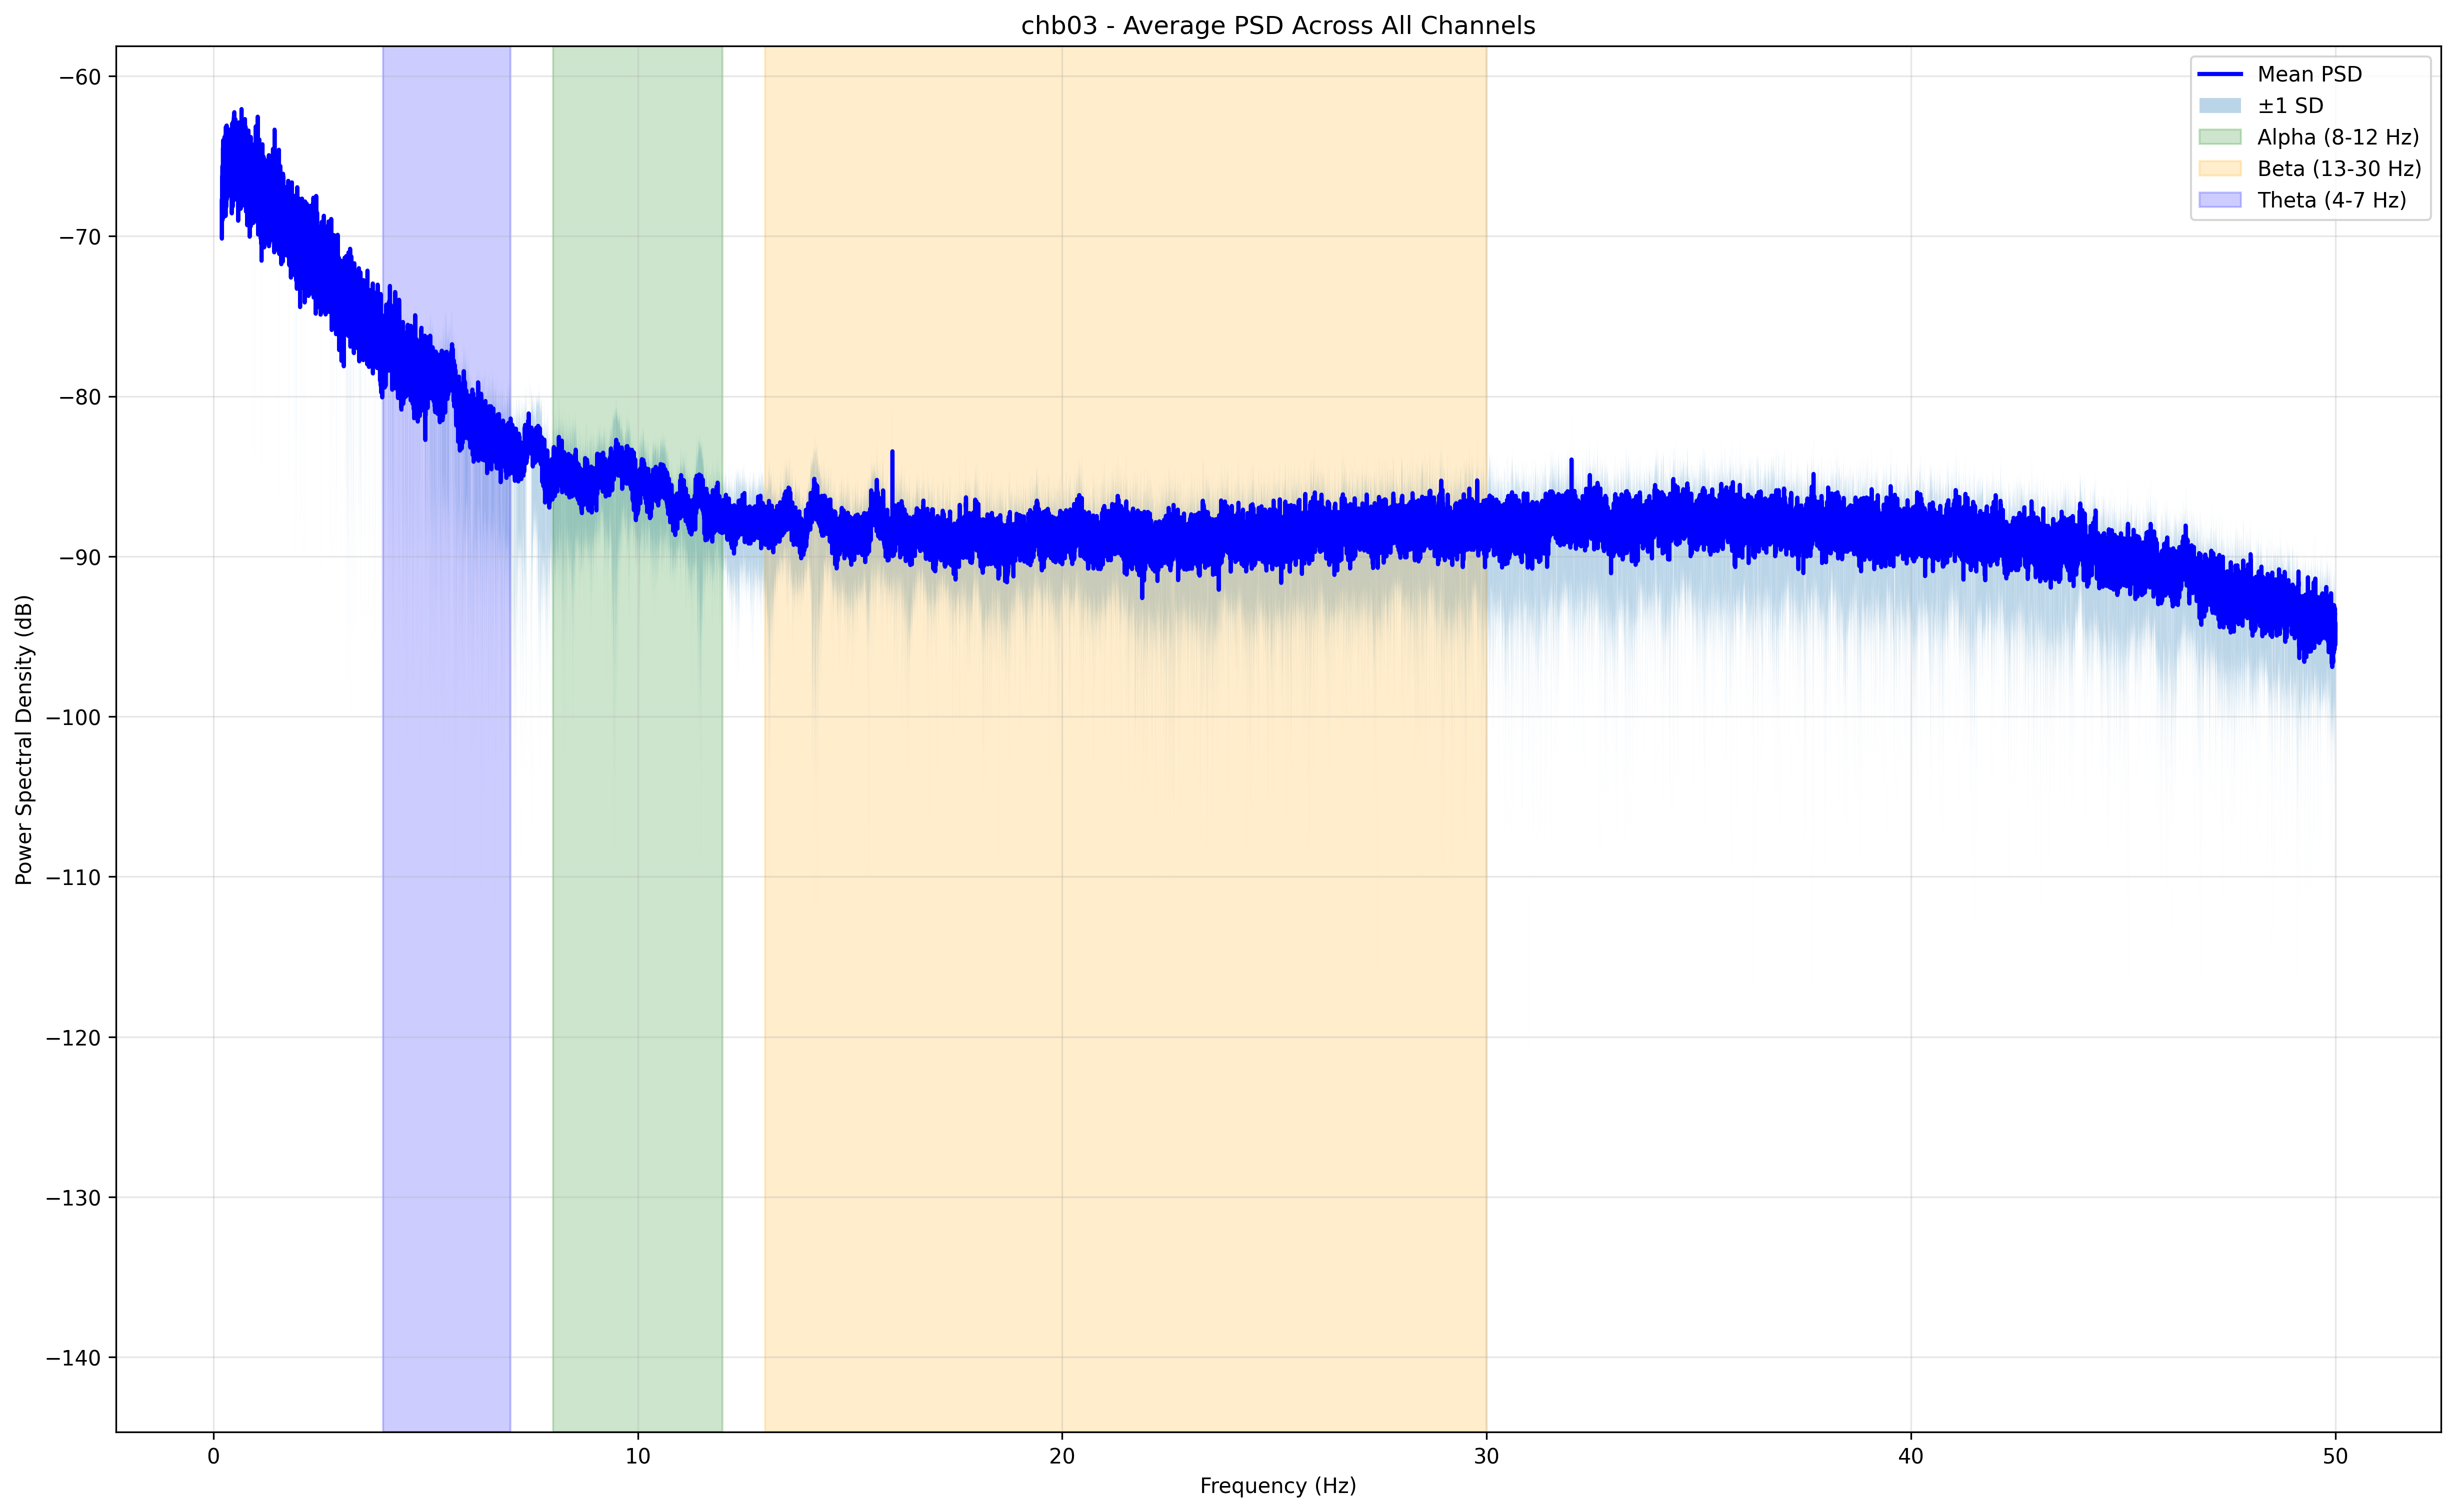 chb03 - Average PSD Across All Channels
Mean PSD
±1 SD
Alpha (8-12 Hz)
Beta (13-30 Hz)
Theta (4-7 Hz)
Power Spectral Density (dB)
−60
−70
−80
−90
−100
−110
−120
−130
−140
0
10
20
30
40
50
Frequency (Hz)